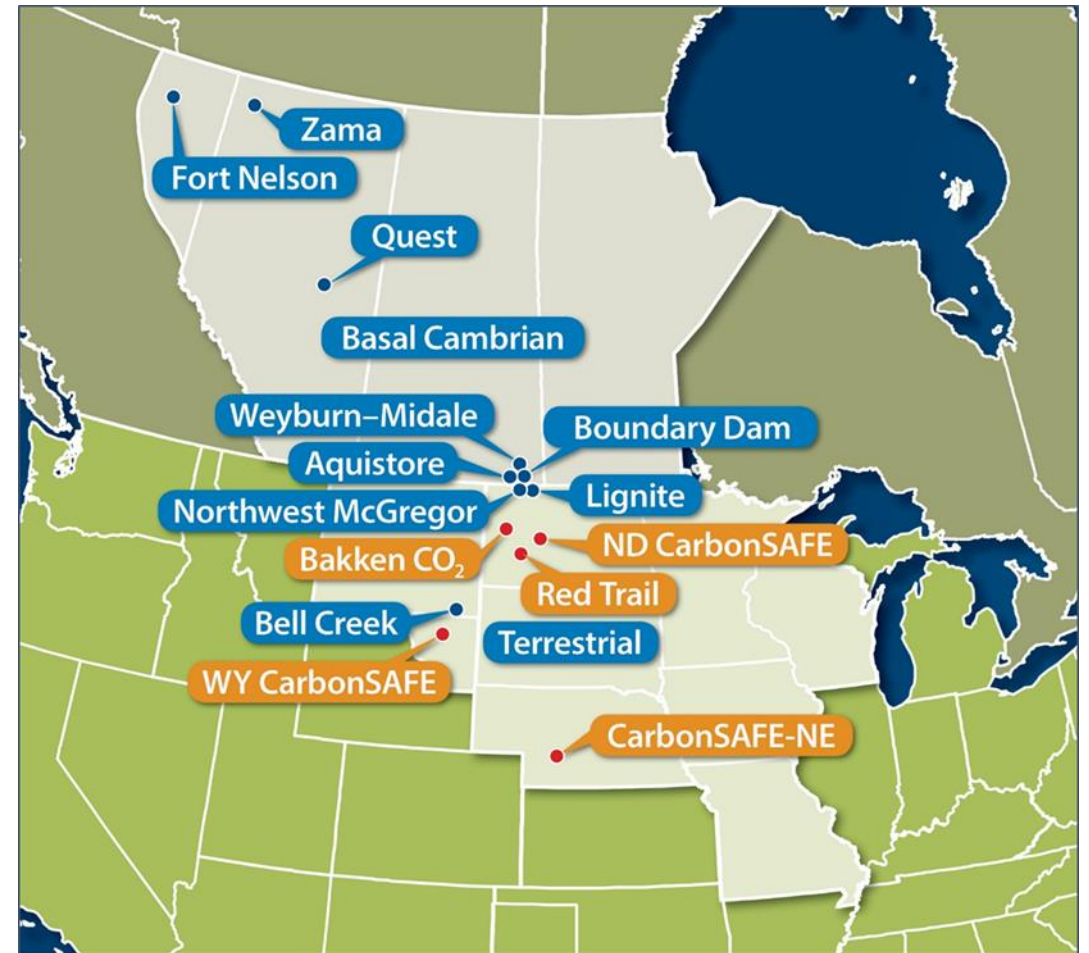 Zama
Fort Nelson
Quest
Basal Cambrian
Weyburn–Midale
Boundary Dam
Aquistore
Lignite
Northwest McGregor
ND CarbonSAFE
Bakken CO₂
Red Trail
Bell Creek
Terrestrial
WY CarbonSAFE
CarbonSAFE-NE